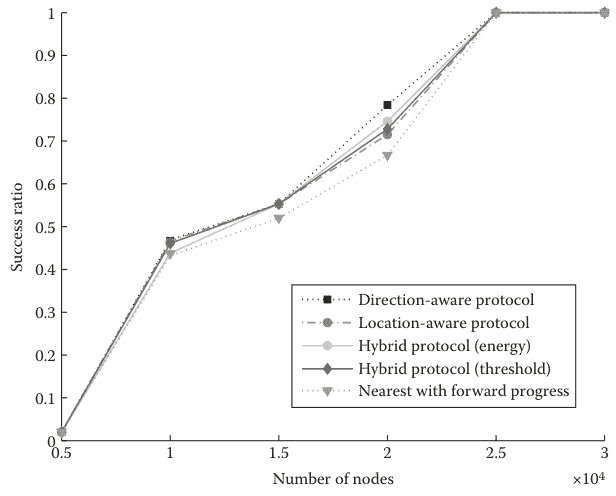 1
0.9
0.8
0.7
0.6
0.5
0.4
0.3
0.2
0.1
0
Success ratio
Direction-aware protocol
Location-aware protocol
Hybrid protocol (energy)
Hybrid protocol (threshold)
Nearest with forward progress
0.5 1 1.5 2 2.5 3
Number of nodes ×10⁴